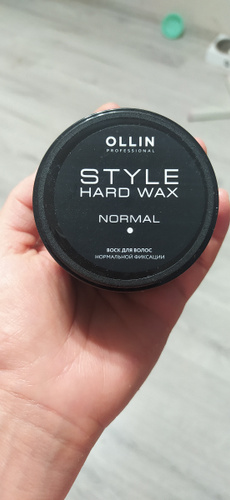 OLLIN
PROFESSIONAL
STYLE
HARD WAX
NORMAL
ВОСК ДЛЯ ВОЛОС
НОРМАЛЬНОЙ ФИКСАЦИИ